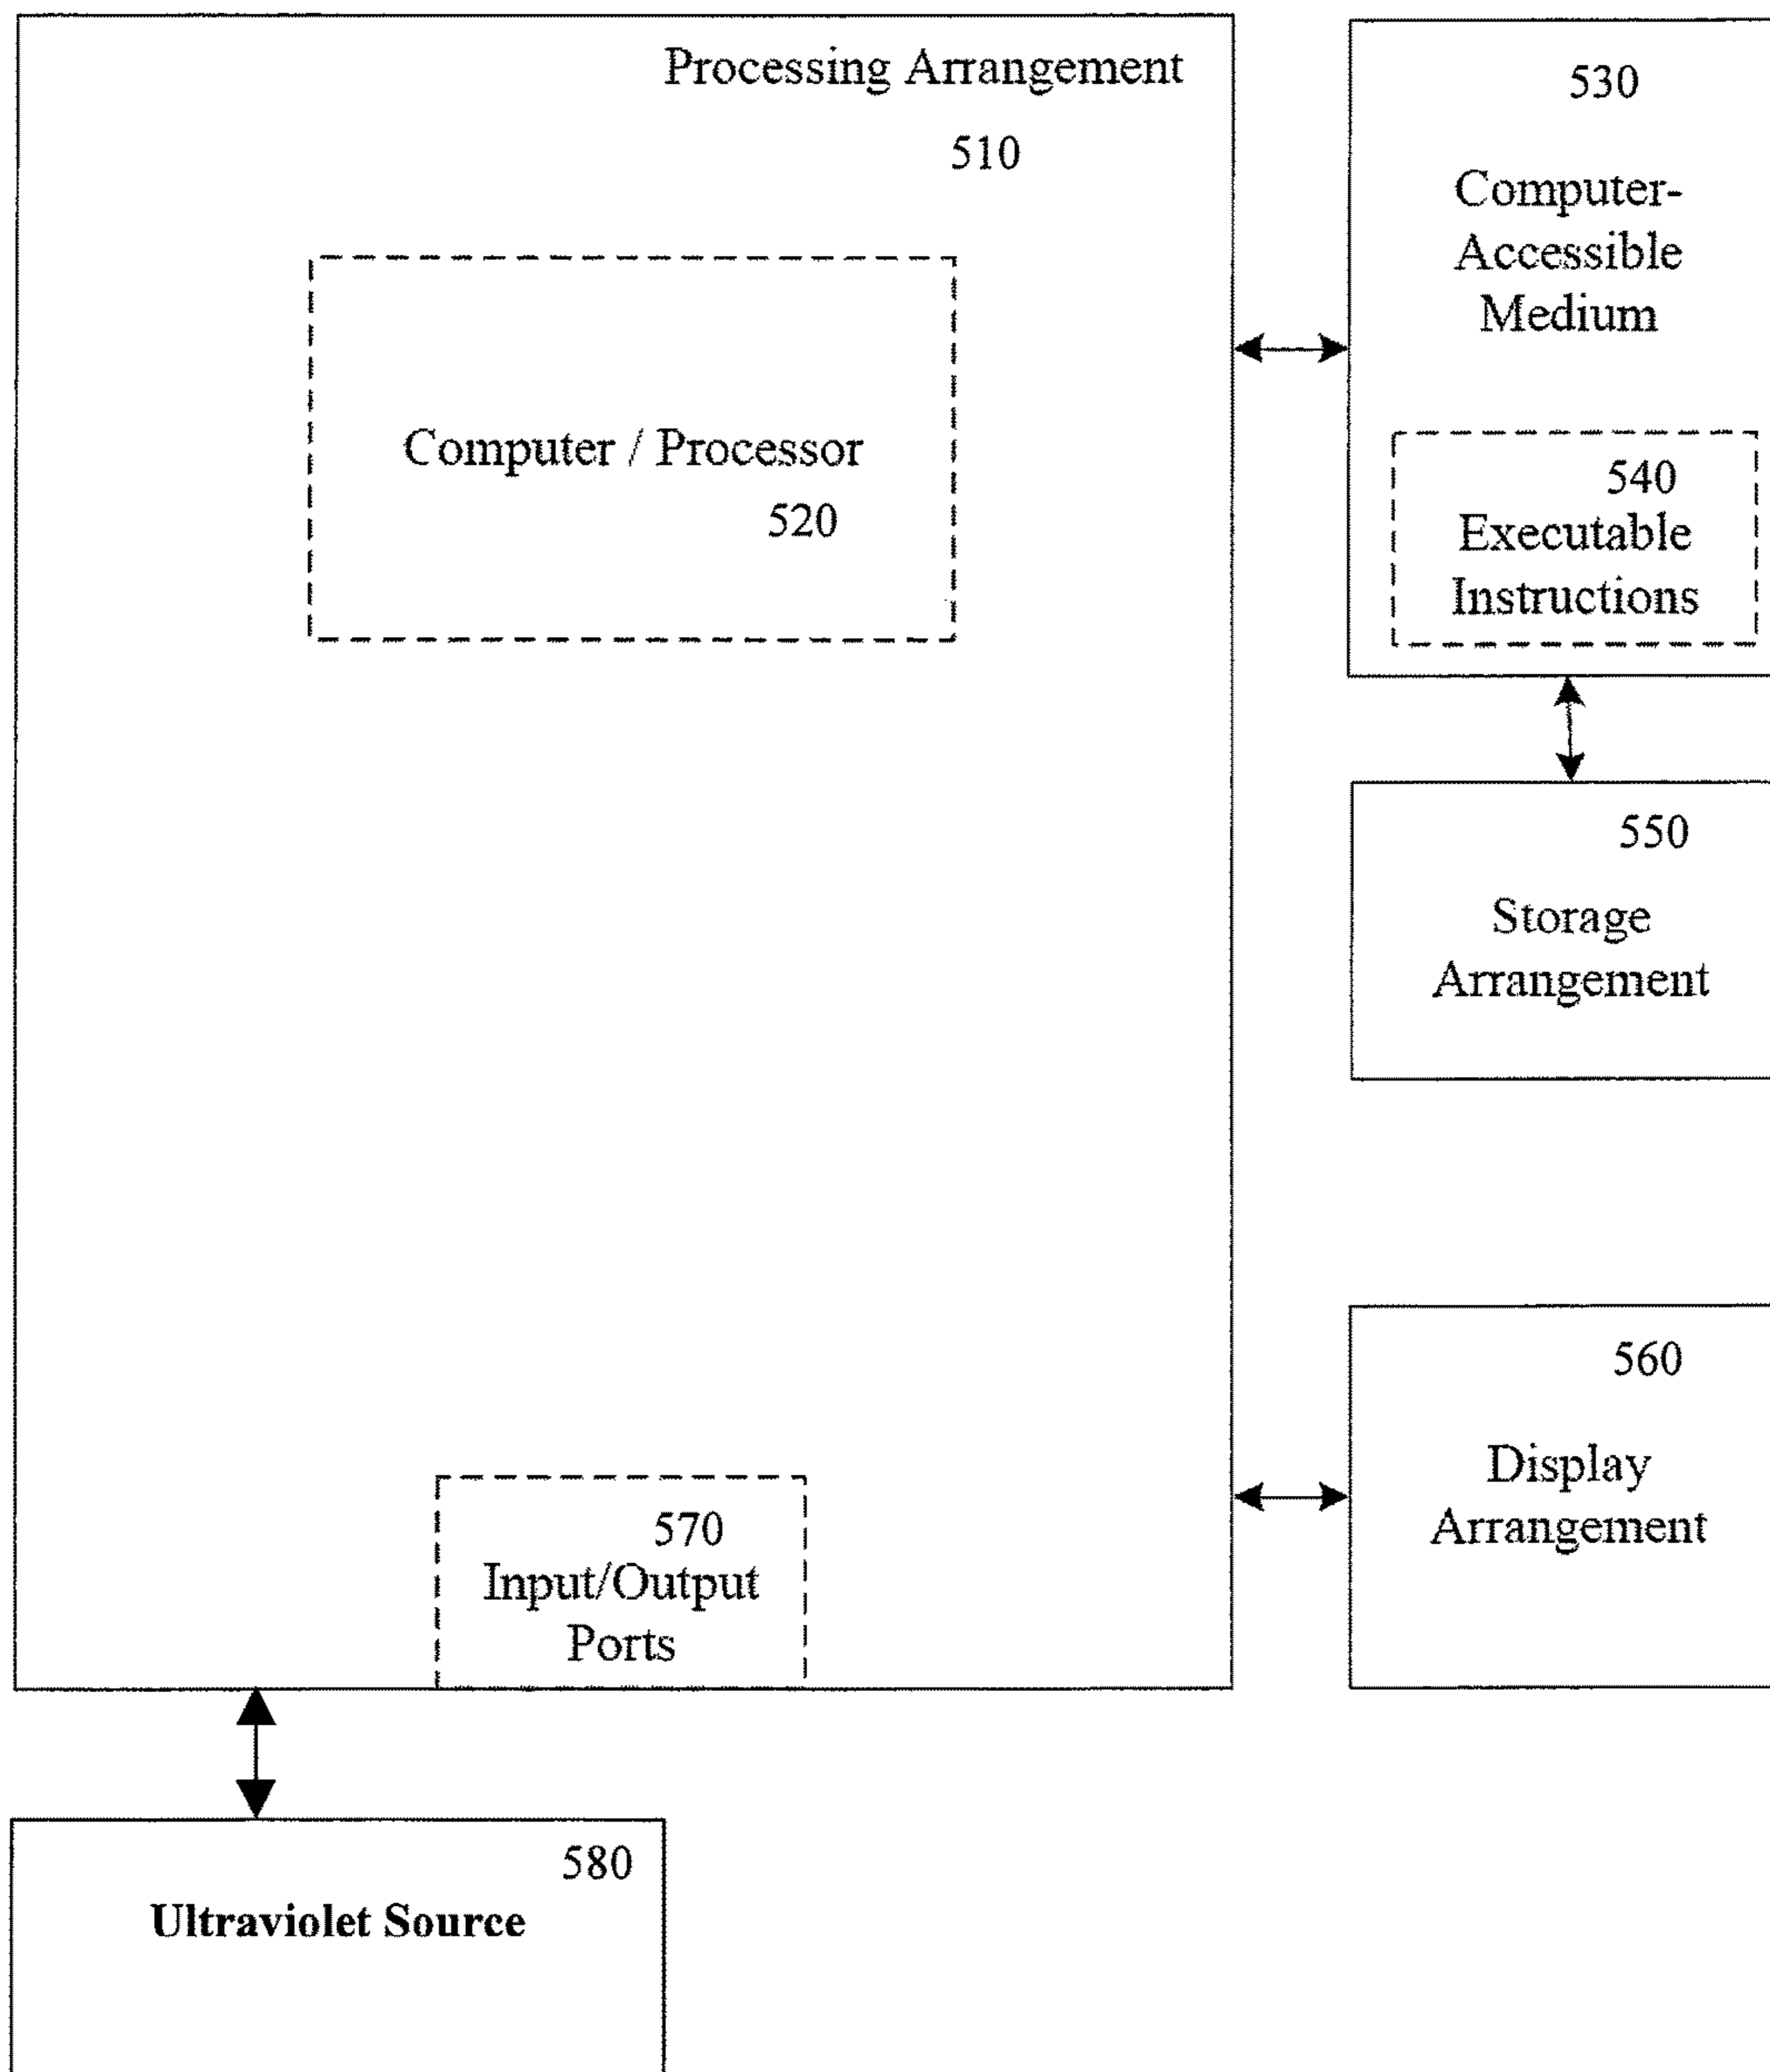 Processing Arrangement
510
Computer / Processor
520
530
Computer-
Accessible
Medium
540
Executable
Instructions
550
Storage
Arrangement
560
Display
Arrangement
570
Input/Output
Ports
580
Ultraviolet Source